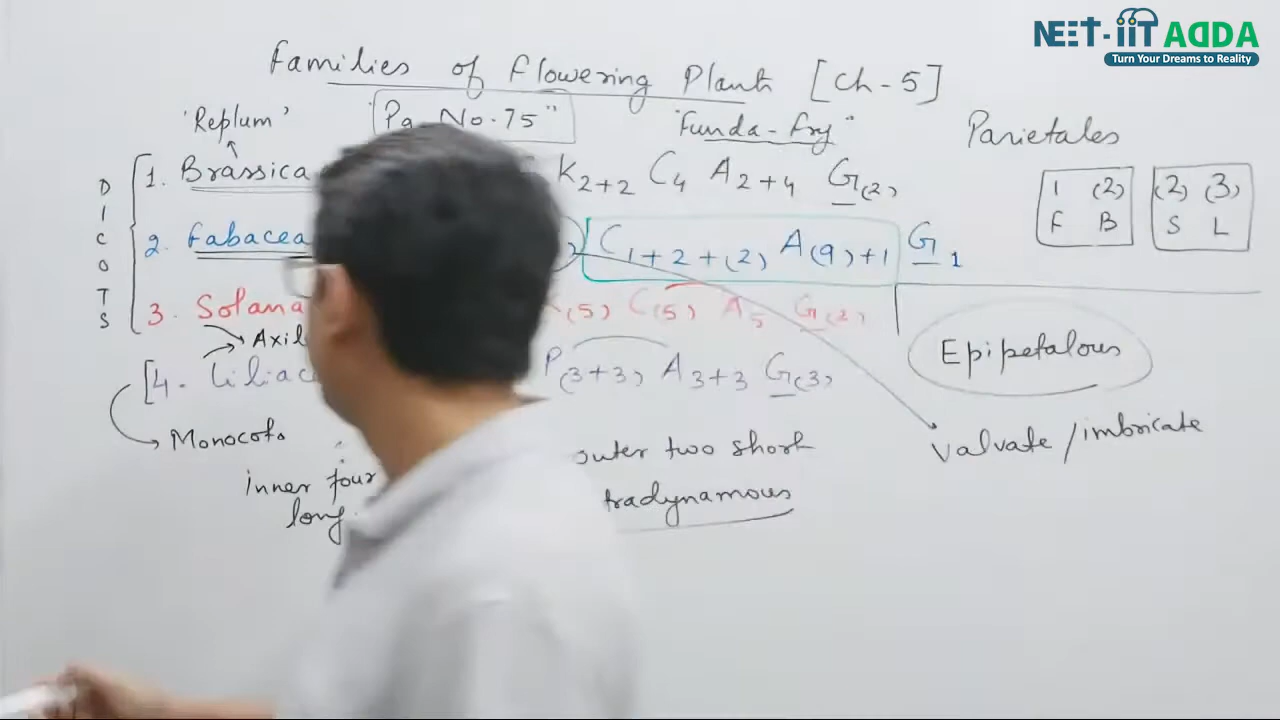 NEET-IIT ADDA
Turn Your Dreams to Reality
Families of Flowering Plant [Ch-5]
'Replum' "Pg No. 75" "Funda-fry" Parietales
DICOTS
1. Brassica K2+2 C4 A2+4 G(2)
1 (2) (2) (3)
F B S L
2. Fabacea C1+2+(2) A(9)+1 G1
3. Solana (5) C(5) A5 G(2)
Axil
Epipetalous
[4. Liliac P(3+3) A3+3 G(3)
Monocots
Valvate/imbricate
inner four outer two short
long. tradynamous